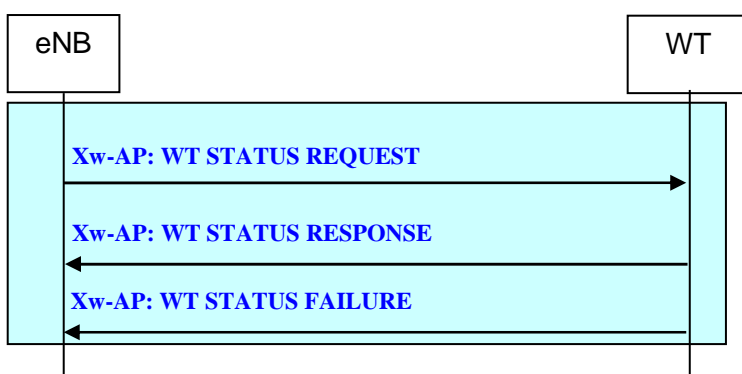 eNB
WT
Xw-AP: WT STATUS REQUEST
Xw-AP: WT STATUS RESPONSE
Xw-AP: WT STATUS FAILURE